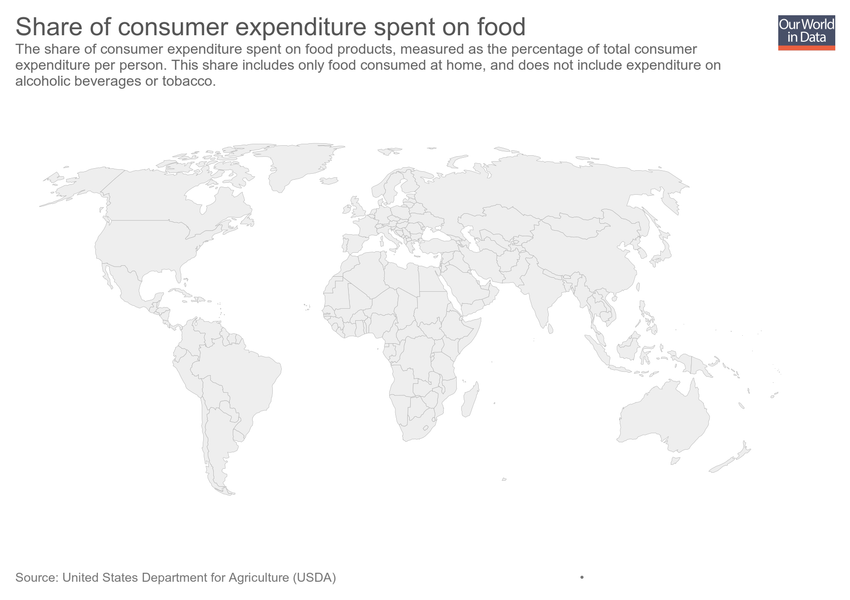 Share of consumer expenditure spent on food
Our World
in Data
The share of consumer expenditure spent on food products, measured as the percentage of total consumer
expenditure per person. This share includes only food consumed at home, and does not include expenditure on
alcoholic beverages or tobacco.
Source: United States Department for Agriculture (USDA)
•